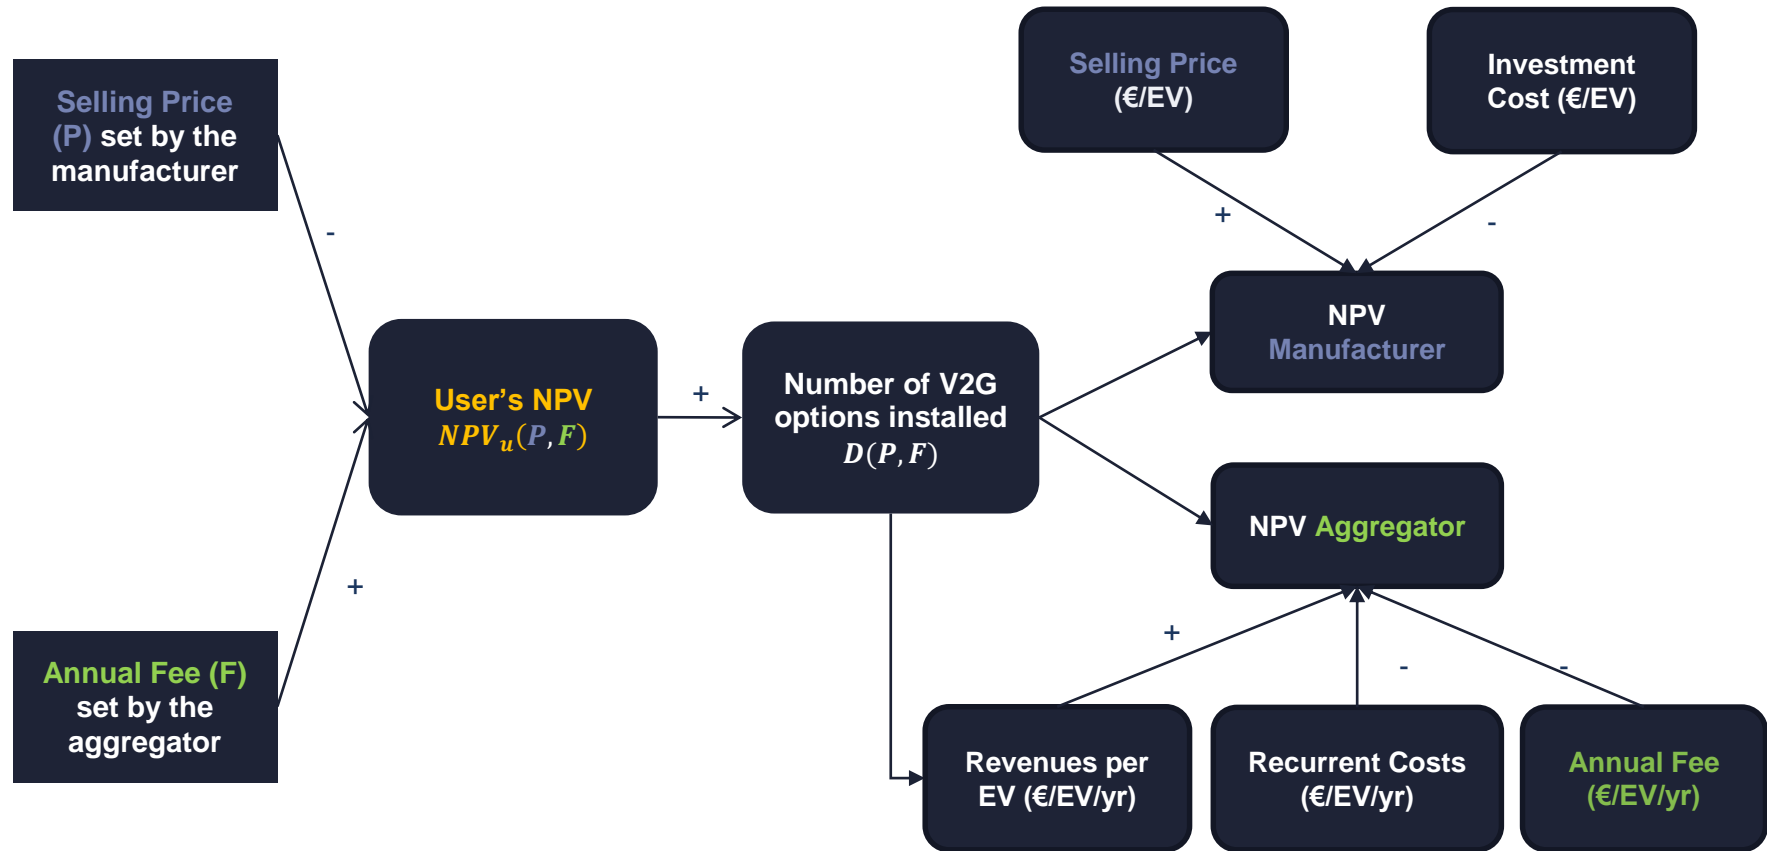 Selling Price
(P) set by the
manufacturer
-
Annual Fee (F)
set by the
aggregator
+
User's NPV
NPVᵤ(P,F)
+
Number of V2G
options installed
D(P,F)
Selling Price
(€/EV)
Investment
Cost (€/EV)
+
-
NPV
Manufacturer
NPV Aggregator
+
-
-
Revenues per
EV (€/EV/yr)
Recurrent Costs
(€/EV/yr)
Annual Fee
(€/EV/yr)